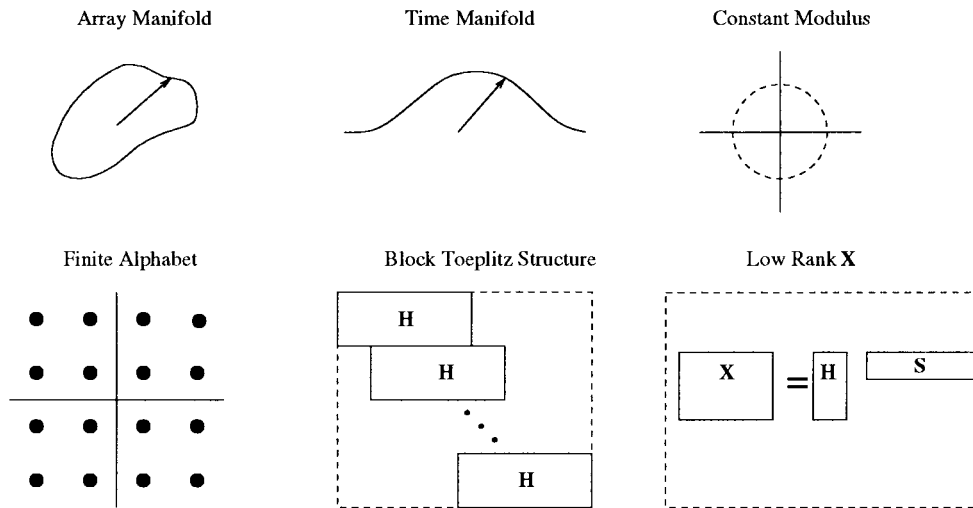 Array Manifold
Time Manifold
Constant Modulus
Finite Alphabet
Block Toeplitz Structure
Low Rank X
H
H
H
X = H S